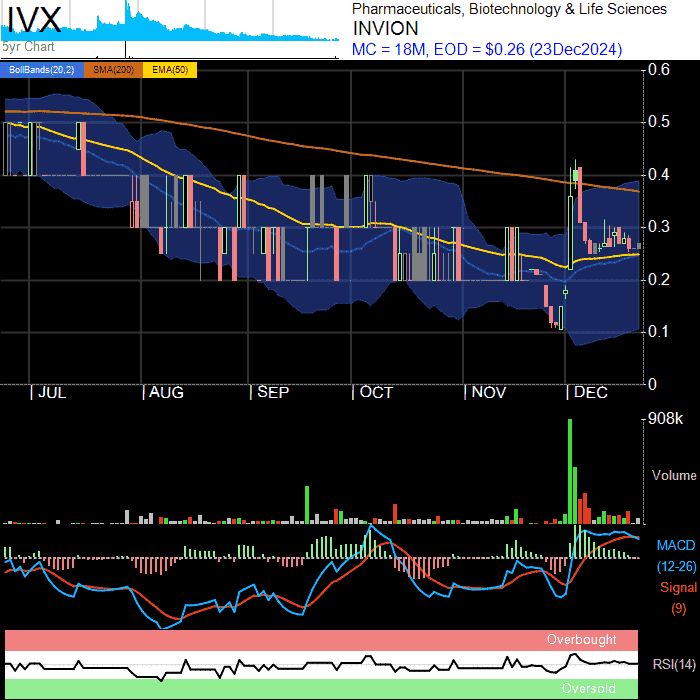 IVX
5yr Chart
Pharmaceuticals, Biotechnology & Life Sciences
INVION
MC = 18M, EOD = $0.26 (23Dec2024)
BollBands(20,2) SMA(200) EMA(50)
0.6
0.5
0.4
0.3
0.2
0.1
0
JUL AUG SEP OCT NOV DEC
908k
Volume
MACD
(12-26)
Signal
(9)
Overbought
RSI(14)
Oversold